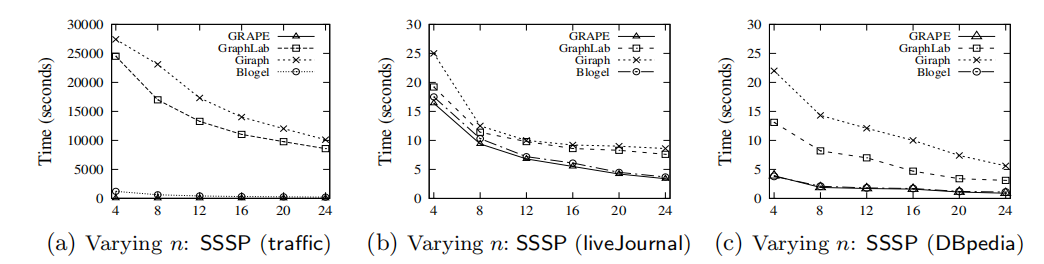 30000
25000
20000
15000
10000
5000
0
Time (seconds)
GRAPE
GraphLab
Giraph
Blogel
4 8 12 16 20 24
(a) Varying n: SSSP (traffic)
30
25
20
15
10
5
0
Time (seconds)
GRAPE
GraphLab
Giraph
Blogel
4 8 12 16 20 24
(b) Varying n: SSSP (liveJournal)
30
25
20
15
10
5
0
Time (seconds)
GRAPE
GraphLab
Giraph
Blogel
4 8 12 16 20 24
(c) Varying n: SSSP (DBpedia)